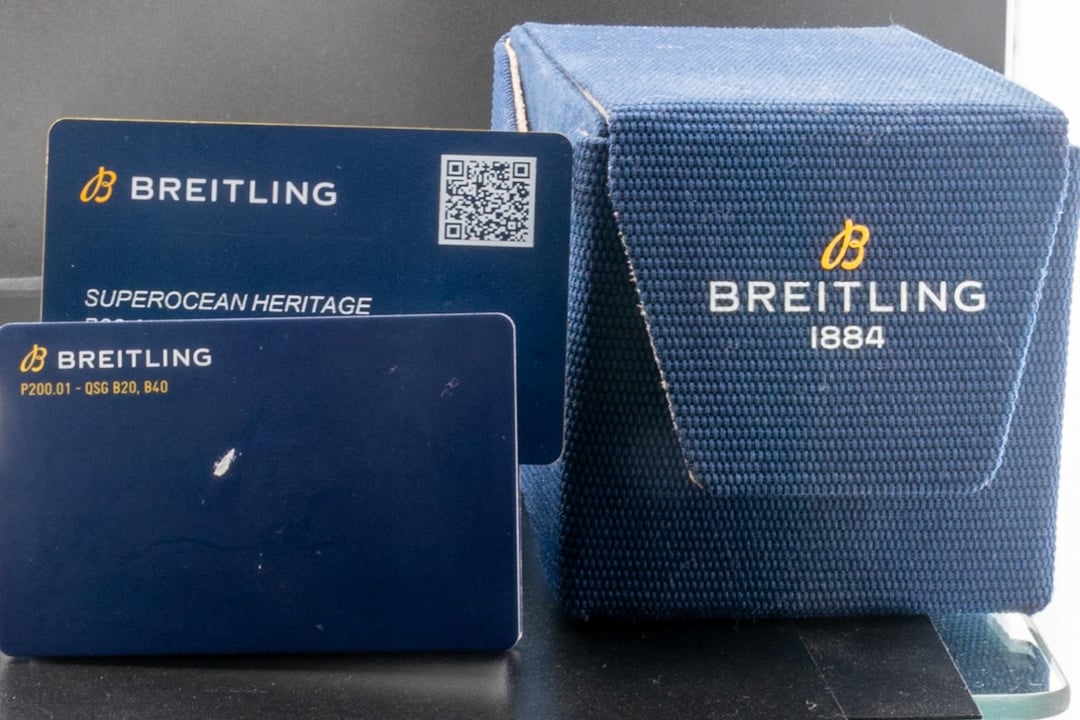 BREITLING
SUPEROCEAN HERITAGE
BREITLING
P200.01 - QSG B20, B40
BREITLING
1884